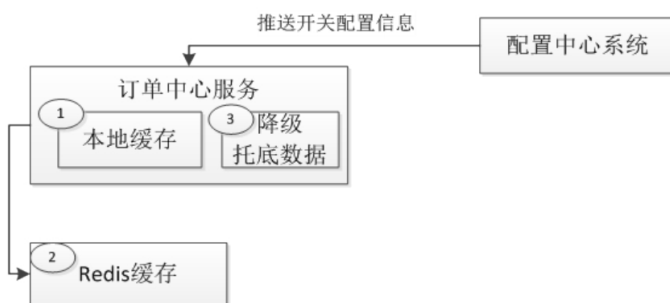 推送开关配置信息
配置中心系统
订单中心服务
1
本地缓存
3
降级
托底数据
2
Redis缓存